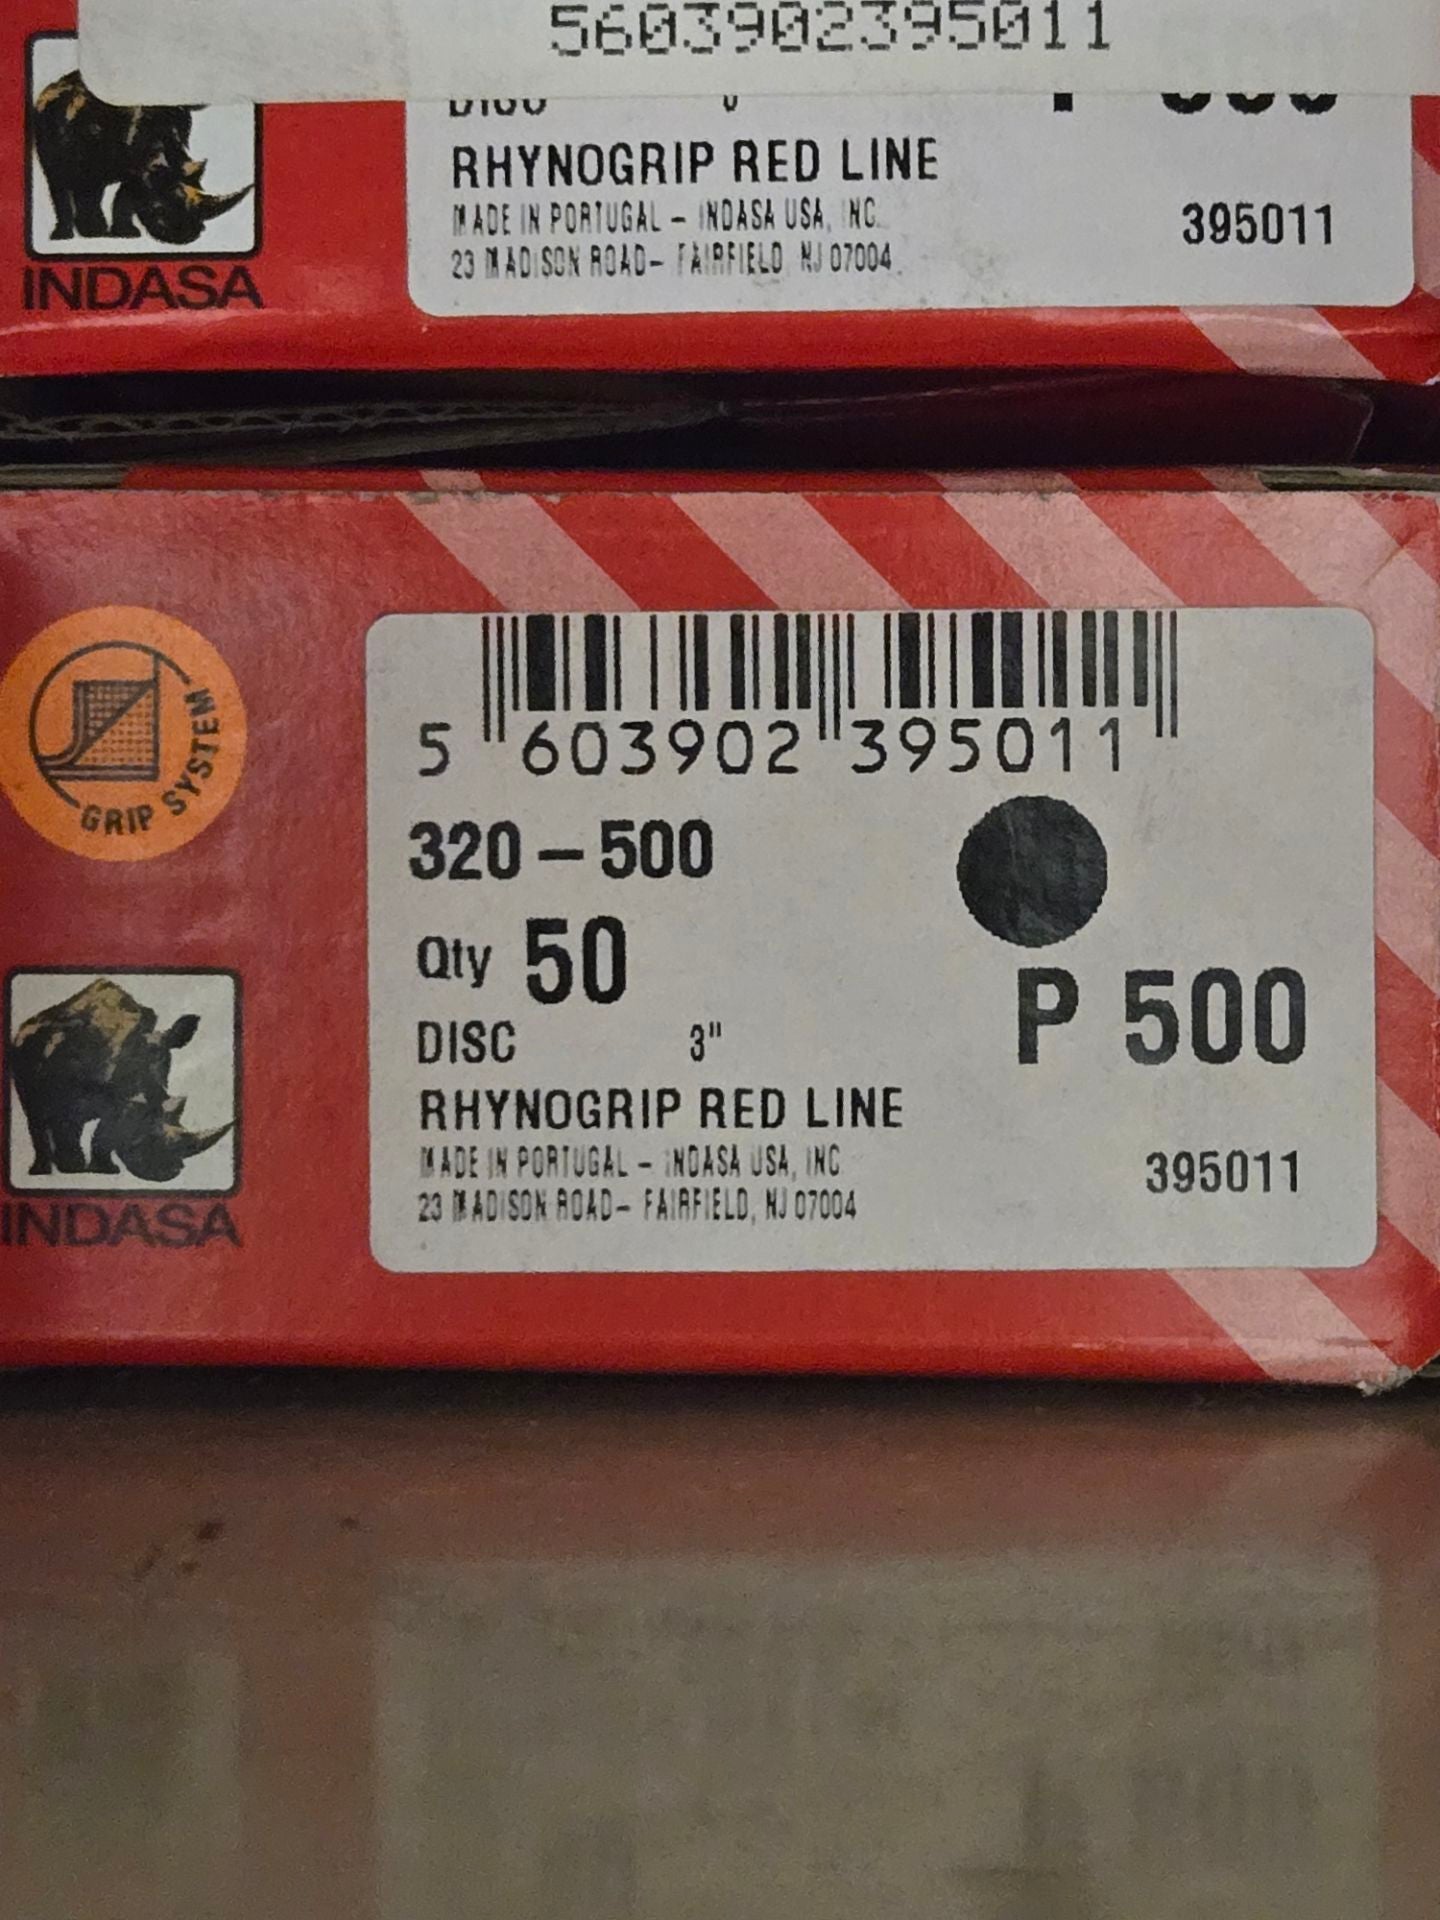 5603902395011
DISC
RHYNOGRIP RED LINE
MADE IN PORTUGAL - INDASA USA, INC.
23 MADISON ROAD- FAIRFIELD, NJ 07004
395011
INDASA
GRIP SYSTEM
5 603902 395011
320-500
Qty 50
DISC 3"
P 500
RHYNOGRIP RED LINE
MADE IN PORTUGAL - INDASA USA, INC
23 MADISON ROAD- FAIRFIELD, NJ 07004
395011
INDASA